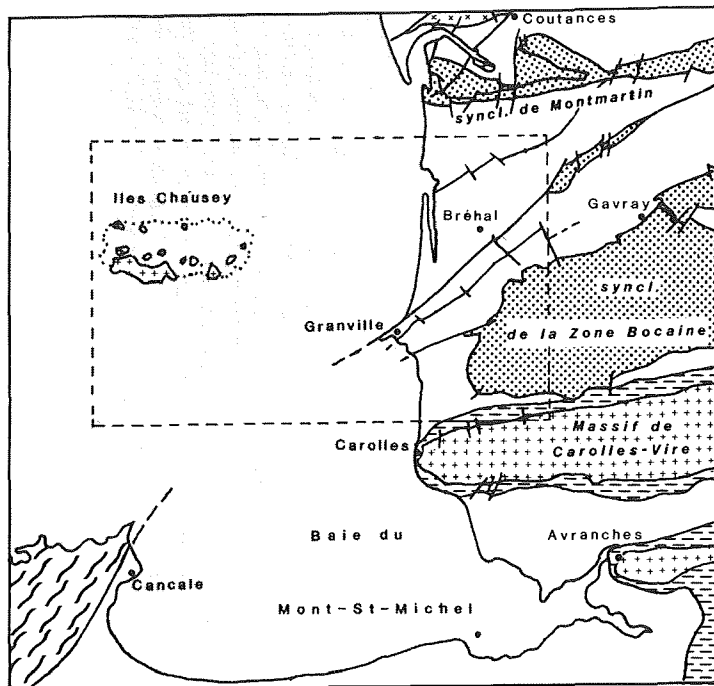 Coutances
syncl. de Montmartin
Iles Chausey
Bréhal
Gavray
syncl.
Granville
de la Zone Bocaine
Massif de
Carolles-Vire
Carolles
Baie du
Avranches
Cancale
Mont-St-Michel